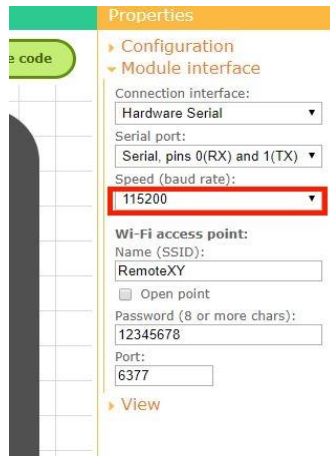 Properties
e code
Configuration
Module interface
Connection interface:
Hardware Serial
Serial port:
Serial, pins 0(RX) and 1(TX)
Speed (baud rate):
115200
Wi-Fi access point:
Name (SSID):
RemoteXY
Open point
Password (8 or more chars):
12345678
Port:
6377
View